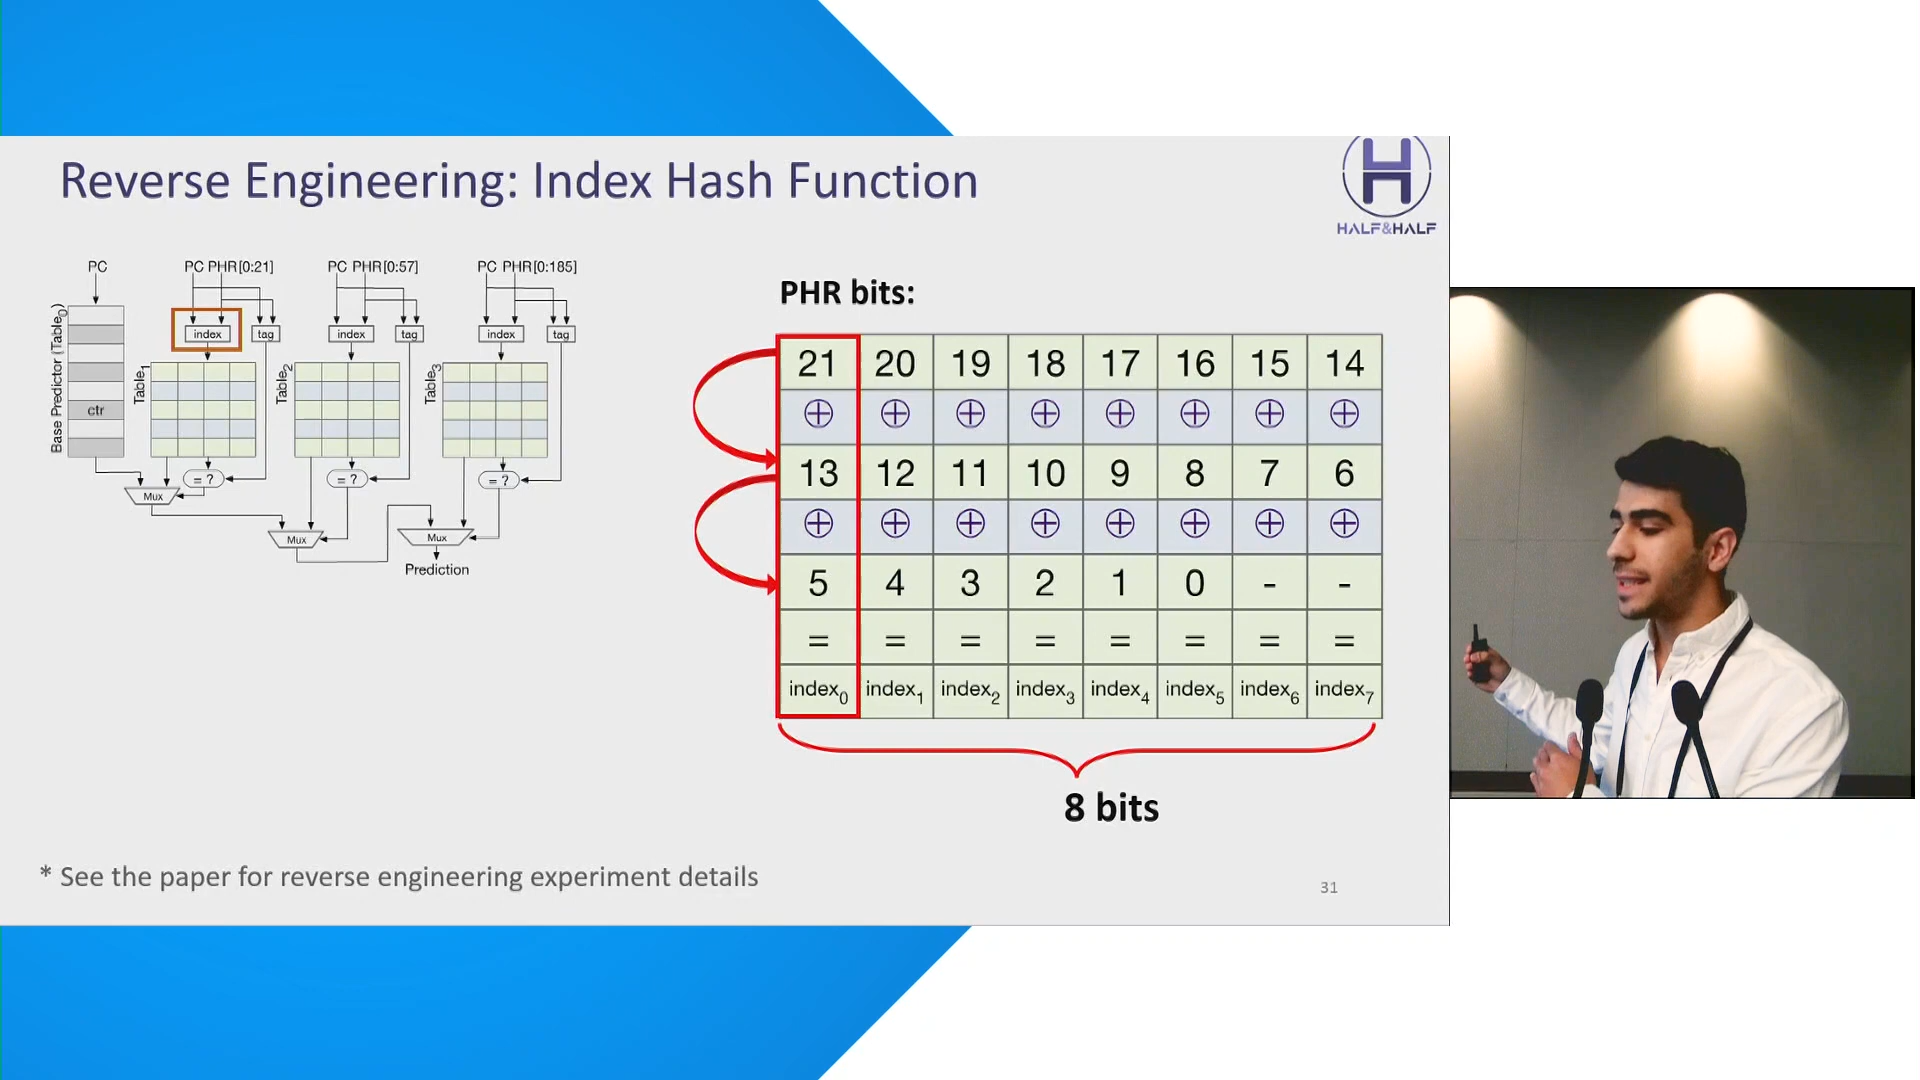 Reverse Engineering: Index Hash Function
HALF&HALF
PC
PC PHR[0:21]
PC PHR[0:57]
PC PHR[0:185]
index
tag
index
tag
index
tag
Base Predictor (Table0)
Table1
Table2
Table3
ctr
= ?
= ?
= ?
Mux
Mux
Mux
Prediction
PHR bits:
21 20 19 18 17 16 15 14
⊕ ⊕ ⊕ ⊕ ⊕ ⊕ ⊕ ⊕
13 12 11 10 9 8 7 6
⊕ ⊕ ⊕ ⊕ ⊕ ⊕ ⊕ ⊕
5 4 3 2 1 0 - -
= = = = = = = =
index0 index1 index2 index3 index4 index5 index6 index7
8 bits
* See the paper for reverse engineering experiment details
31